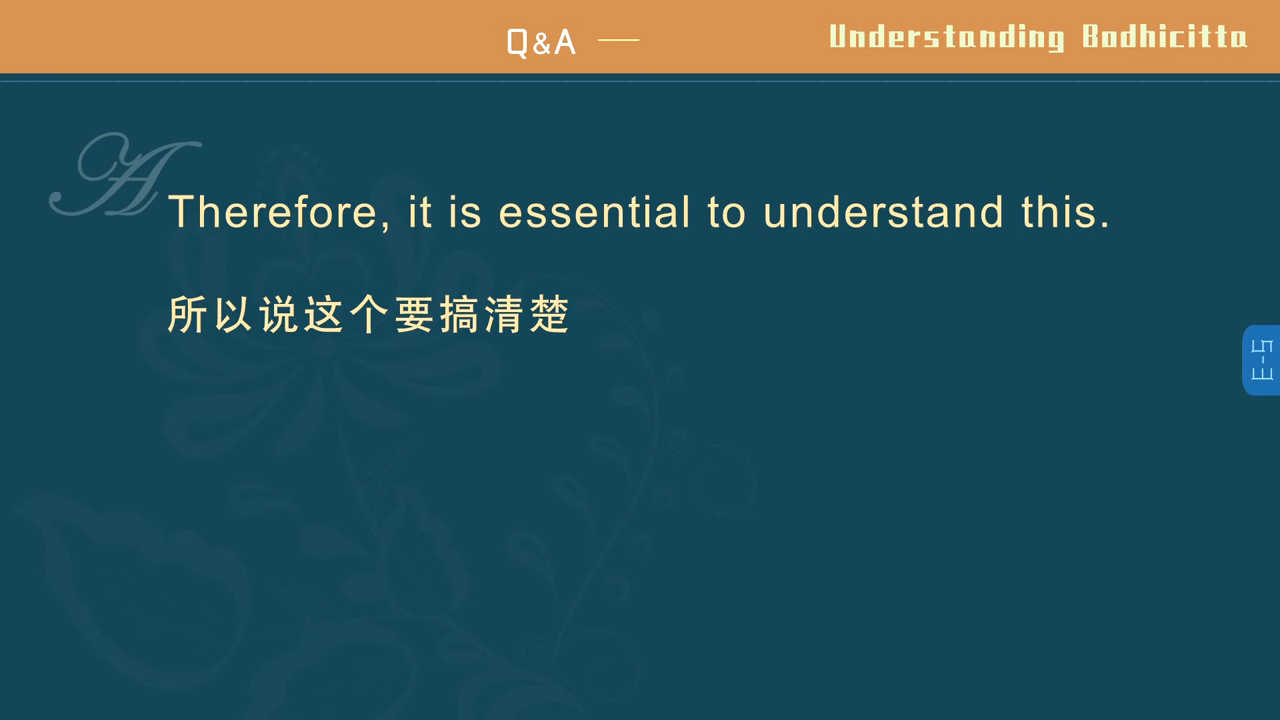 Q&A
Understanding Bodhicitta
A
Therefore, it is essential to understand this.
所以说这个要搞清楚
E-5